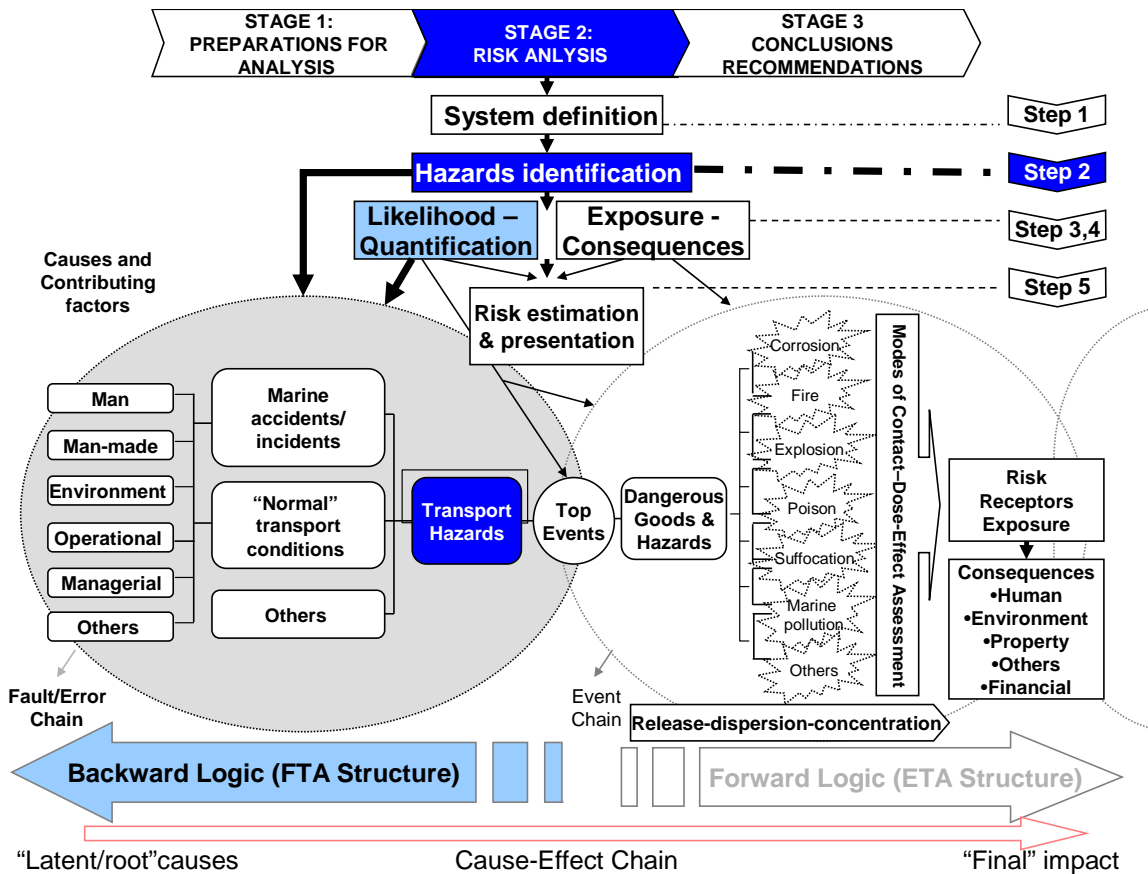 STAGE 1:
PREPARATIONS FOR
ANALYSIS
STAGE 2:
RISK ANLYSIS
STAGE 3
CONCLUSIONS
RECOMMENDATIONS
System definition
Step 1
Hazards identification
Step 2
Likelihood –
Quantification
Exposure -
Consequences
Step 3,4
Step 5
Causes and
Contributing
factors
Risk estimation
& presentation
Man
Man-made
Environment
Operational
Managerial
Others
Marine
accidents/
incidents
“Normal”
transport
conditions
Others
Transport
Hazards
Top
Events
Dangerous
Goods &
Hazards
Corrosion
Fire
Explosion
Poison
Suffocation
Marine
pollution
Others
Modes of Contact–Dose-Effect Assessment
Risk
Receptors
Exposure
Consequences
•Human
•Environment
•Property
•Others
•Financial
Fault/Error
Chain
Event
Chain
Release-dispersion-concentration
Backward Logic (FTA Structure)
Forward Logic (ETA Structure)
“Latent/root”causes
Cause-Effect Chain
“Final” impact